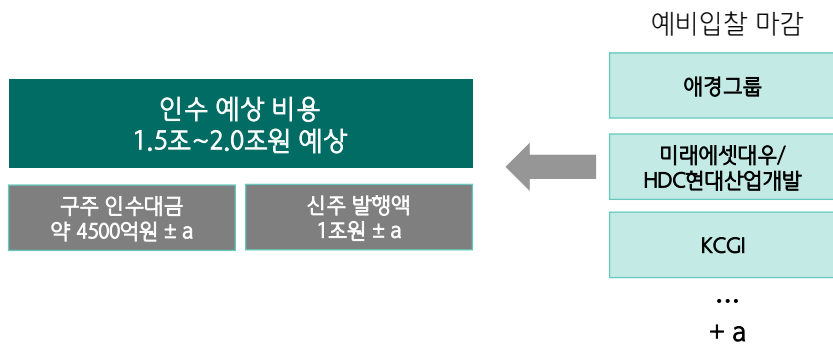 예비입찰 마감
애경그룹
인수 예상 비용
1.5조~2.0조원 예상
미래에셋대우/
HDC현대산업개발
구주 인수대금
약 4500억원 ± a
신주 발행액
1조원 ± a
KCGI
...
+ a